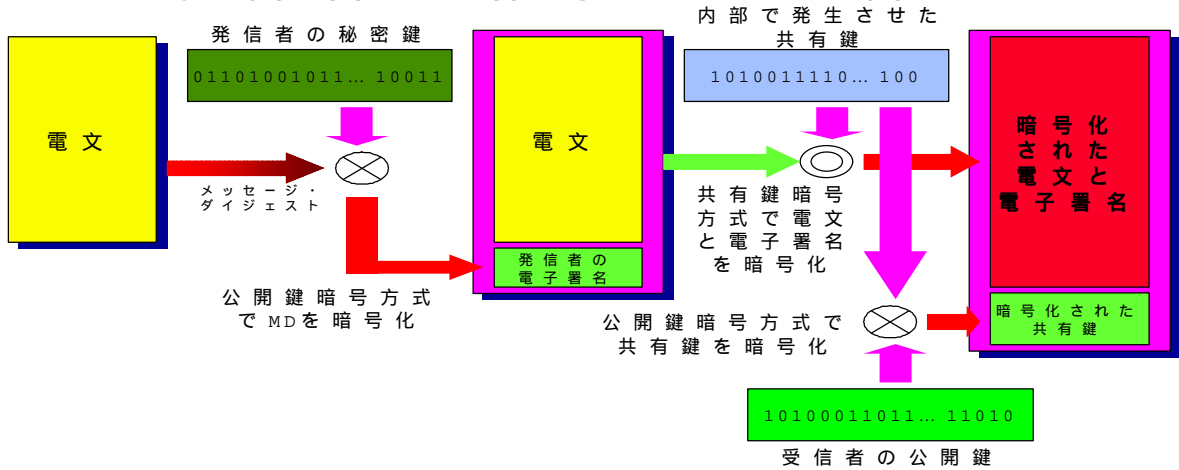 発信者の秘密鍵
01101001011… 10011
電文
メッセージ・
ダイジェスト
公開鍵暗号方式
で MDを暗号化
電文
発信者の
電子署名
内部で発生させた
共有鍵
1010011110… 100
共有鍵暗号
方式で電文
と電子署名
を暗号化
公開鍵暗号方式で
共有鍵を暗号化
暗号化
された
電文と
電子署名
暗号化された
共有鍵
10100011011… 11010
受信者の公開鍵